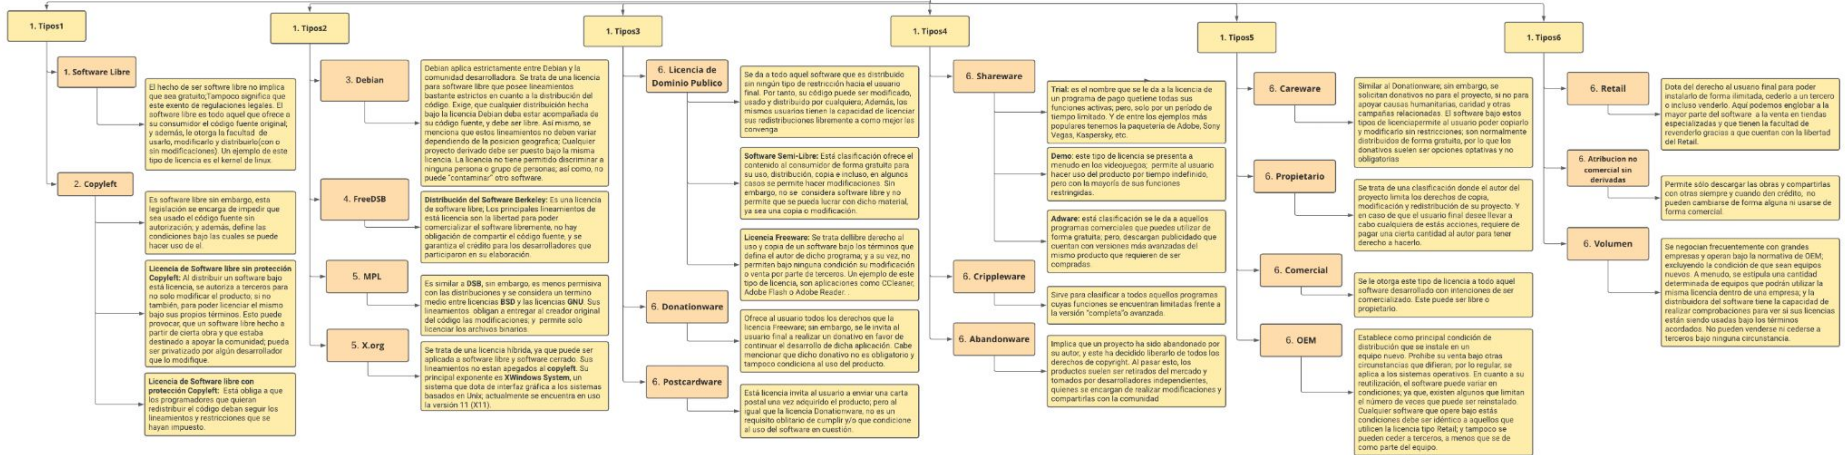 1. Tipos1
1. Software Libre
El hecho de ser softwre libre no implica
que sea gratuito;Tampoco significa que
este exento de regulaciones legales. El
software libre es todo aquel que ofrece a
su consumidor el código fuente original;
y además, le otorga la facultad de
usarlo, modificarlo y distribuirlo(con o
sin modificaciones). Un ejemplo de este
tipo de licencia es el kernel de linux.
2. Copyleft
Es software libre sin embargo, esta
legislación se encarga de impedir que
sea usado el código fuente sin
autorización; y además, define las
condiciones bajo las cuales se puede
hacer uso de el.
Licencia de Software libre sin protección
Copyleft: Al distribuir un software bajo
está licencia, se autoriza a terceros para
no solo modificar el producto; si no
también, para poder licenciar el mismo
bajo sus propios términos. Esto puede
provocar, que un software libre hecho a
partir de cierta obra y que estaba
destinado a apoyar la comunidad; pueda
ser privatizado por algún desarrollador
que lo modifique.
Licencia de Software libre con
protección Copyleft: Está obliga a que
los programadores que quieran
redistribuir el código deban seguir los
lineamientos y restricciones que se
hayan impuesto.
1. Tipos2
3. Debian
Debian aplica estrictamente entre Debian y la
comunidad desarrolladora. Se trata de una licencia
para software libre que posee lineamientos
bastante estrictos en cuanto a la distribución del
código. Exige, que cualquier distribuición hecha
bajo la licencia Debian deba estar acompañada de
su código fuente, y debe ser libre. Así mismo, se
menciona que estos lineamientos no deben variar
dependiendo de la posicion geografica; Cualquier
proyecto derivado debe ser puesto bajo la misma
licencia. La licencia no tiene permitido discriminar a
ninguna persona o grupo de personas; así como, no
puede "contaminar" otro software.
4. FreeDSB
Distribución del Software Berkeley: Es una licencia
de software libre; Los principales lineamientos de
está licencia son la libertad para poder
comercializar el software libremente, no hay
obligación de compartir el código fuente, y se
garantiza el crédito para los desarrolladores que
participaron en su elaboración.
5. MPL
Es similar a DSB, sin embargo, es menos permisiva
con las distribuciones y se considera un termino
medio entre licencias BSD y las licencias GNU. Sus
lineamientos obligan a entregar al creador original
del código las modificaciones; y permite solo
licenciar los archivos binarios.
5. X.org
Se trata de una licencia híbrida, ya que puede ser
aplicada a software libre y software cerrado. Sus
lineamientos no estan apegados al copyleft. Su
principal exponente es XWindows System, un
sistema que dota de interfaz gráfica a los sistemas
basados en Unix; actualmente se encuentra en uso
la versión 11 (X11).
1. Tipos3
6. Licencia de
Dominio Publico
Se da a todo aquel software que es distribuido
sin ningún tipo de restricción hacia el usuario
final. Por tanto, su código puede ser modificado,
usado y distribuido por cualquiera; Además, los
mismos usuarios tienen la capacidad de licenciar
sus redistribuciones libremente a como mejor les
convenga
Software Semi-Libre: Está clasificación ofrece el
contenido al consumidor de forma gratuita para
su uso, distribución, copia e incluso, en algunos
casos se permite hacer modificaciones. Sin
embargo, no se considera software libre y no
permite que se pueda lucrar con dicho material,
ya sea una copia o modificación.
Licencia Freeware: Se trata dellibre derecho al
uso y copia de un software bajo los términos que
defina el autor de dicho programa; y a su vez, no
permiten bajo ninguna condición su modificación
o venta por parte de terceros. Un ejemplo de este
tipo de licencia, son aplicaciones como CCleaner,
Adobe Flash o Adobe Reader. .
6. Donationware
Ofrece al usuario todos los derechos que la
licencia Freeware; sin embargo, se le invita al
usuario final a realizar un donativo en favor de
continuar el desarrollo de dicha aplicación. Cabe
mencionar que dicho donativo no es obligatorio y
tampoco condiciona al uso del producto.
6. Postcardware
Está licencia invita al usuario a enviar una carta
postal una vez adquirido el producto; pero al
igual que la licencia Donationware, no es un
requisito oblitario de cumplir y/o que condicione
al uso del software en cuestión.
1. Tipos4
6. Shareware
Trial: es el nombre que se le da a la licencia de
un programa de pago quetiene todas sus
funciones activas; pero, solo por un período de
tiempo limitado. Y de entre los ejemplos más
populares tenemos la paqueteria de Adobe, Sony
Vegas, Kaspersky, etc.
Demo: este tipo de licencia se presenta a
menudo en los videojuegos; permite al usuario
hacer uso del producto por tiempo indefinido,
pero con la mayoría de sus funciones
restringidas.
Adware: está clasificación se le da a aquellos
programas comerciales que puedes utilizar de
forma gratuita; pero, descargan publicidado que
cuentan con versiones más avanzadas del
mismo producto que requieren de ser
compradas
6. Crippleware
Sirve para clasificar a todos aquellos programas
cuyas funciones se encuentran limitadas frente a
la versión "complets"o avanzada.
6. Abandonware
Implica que un proyecto ha sido abandonado por
su autor, y este ha decidido liberarlo de todos los
derechos de copyright. Al pasar esto, los
productos suelen ser retirados del mercado y
tomados por desarrolladores independientes,
quienes se encargan de realizar modificaciones y
compartirlas con la comunidad
1. Tipos5
6. Careware
Similar al Donationware; sin embargo, se
solicitan donativos no para el proyecto, si no para
apoyar causas humanitarias, caridad y otras
campañas relacionadas. El software bajo estos
tipos de licenciapermite al usuario poder copiarlo
y modificarlo sin restricciones; son normalmente
distribuidos de forma gratuita, por lo que los
donativos suelen ser opciones optativas y no
obligatorias
6. Propietario
Se trata de una clasificación donde el autor del
proyecto limita los derechos de copra,
modificación y redistribución de su proyecto. Y
en caso de que el usuario final desee llevar a
cabo cualquiera de estás acciones, requiere de
pagar una cierta cantidad al autor para tener
derecho a hacerlo.
6. Comercial
Se le otorga este tipo de licencia a todo aquel
software desarrollado con intenciones de ser
comercializado. Este puede ser libre o
propietario.
6. OEM
Establece como principal condición de
distribución que se instale en un
equipo nuevo. Prohíbe su venta bajo otras
circunstancias que difieran; por lo regular, se
aplica a los sistemas operativos. En cuanto a su
reutilización, el software puede variar en
condiciones; ya que, existen algunos que limitan
el número de veces que puede ser reinstalado.
Cualquier software que opere bajo estás
condiciones debe ser idéntico a aquellos que
utilicen la licencia tipo Retail; y tampoco se
pueden ceder a terceros, a menos que se de
como parte del equipo.
1. Tipos6
6. Retail
Dota del derecho al usuario final para poder
instalarlo de forma ilimitada, cederlo a un tercero
o incluso venderlo. Aqui podemos englobar a la
mayor parte del software a la venta en tiendas
especializadas y que tienen la facultad de
revenderlo gracias a que cuentan con la libertad
del Retail.
6. Atribucion no
comercial sin
derivadas
Permite sólo descargar las obras y compartirlas
con otras siempre y cuando den crédito, no
pueden cambiarse de forma alguna ni usarse de
forma comercial.
6. Volumen
Se negocian frecuentemente con grandes
empresas y operan bajo la normativa de OEM;
excluyendo la condición de que sean equipos
nuevos. A menudo, se estipula una cantidad
determinada de equipos que podrán utilizar la
misma licencia dentro de una empresa; y la
distribuidora del software tiene la capacidad de
realizar comprobaciones para ver si sus licencias
están siendo usadas bajo los términos
acordados. No pueden venderse ni cederse a
terceros bajo ninguna circunstancia.